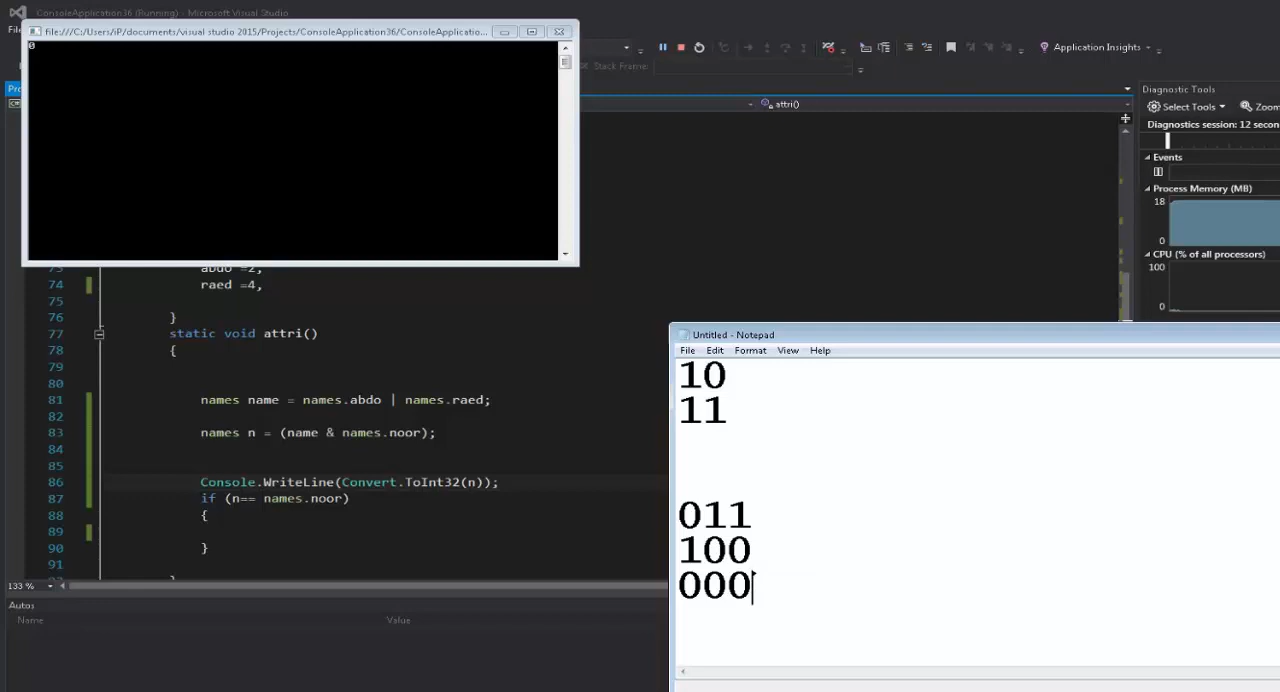 ConsoleApplication36 (Running) - Microsoft Visual Studio
file:///C:/Users/iP/documents/visual studio 2015/Projects/ConsoleApplication36/ConsoleApplicatio...
0
Application Insights
Stack Frame:
attri()
Diagnostic Tools
Select Tools
Zoom
Diagnostics session: 12 secon
Events
Process Memory (MB)
18
0
CPU (% of all processors)
100
0
73 abdo =2,
74 raed =4,
75
76 }
77 static void attri()
78 {
79
80
81 names name = names.abdo | names.raed;
82
83 names n = (name & names.noor);
84
85
86 Console.WriteLine(Convert.ToInt32(n));
87 if (n== names.noor)
88 {
89
90 }
91
133 %
Autos
Name Value
Untitled - Notepad
File Edit Format View Help
10
11
011
100
000